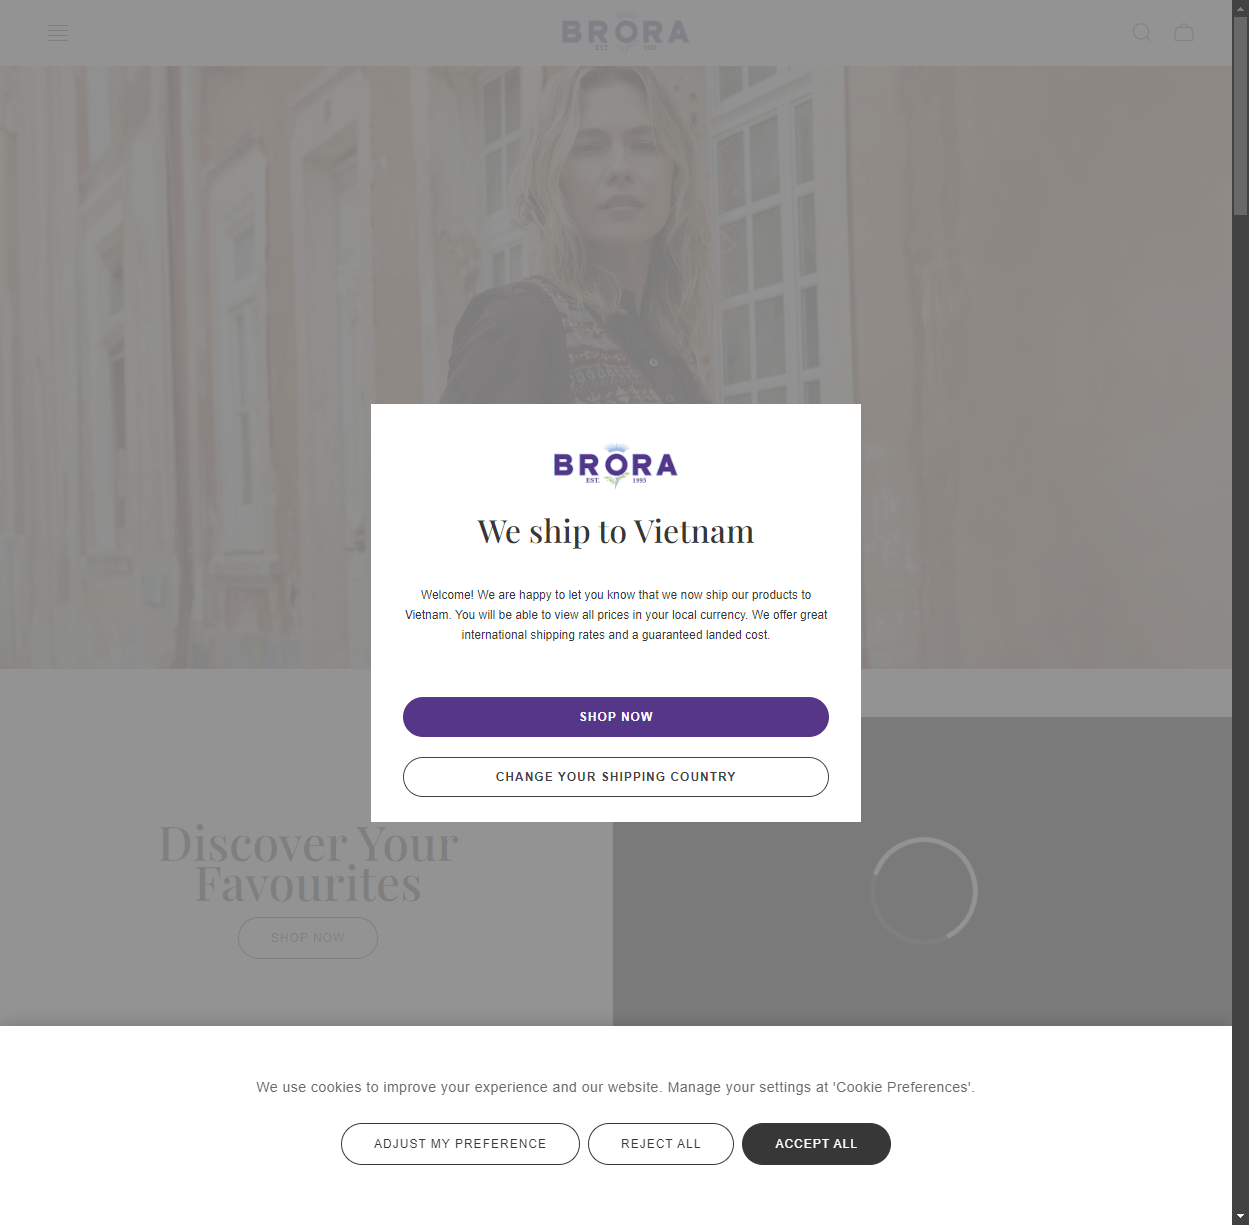 BRORA
EST. 1993
BRORA
EST. 1993
We ship to Vietnam
Welcome! We are happy to let you know that we now ship our products to
Vietnam. You will be able to view all prices in your local currency. We offer great
international shipping rates and a guaranteed landed cost.
SHOP NOW
CHANGE YOUR SHIPPING COUNTRY
Discover Your
Favourites
SHOP NOW
We use cookies to improve your experience and our website. Manage your settings at 'Cookie Preferences'.
ADJUST MY PREFERENCE
REJECT ALL
ACCEPT ALL